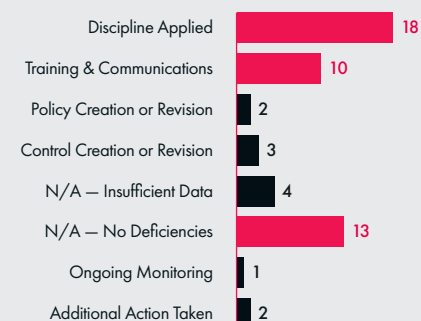 Discipline Applied 18
Training & Communications 10
Policy Creation or Revision 2
Control Creation or Revision 3
N/A — Insufficient Data 4
N/A — No Deficiencies 13
Ongoing Monitoring 1
Additional Action Taken 2